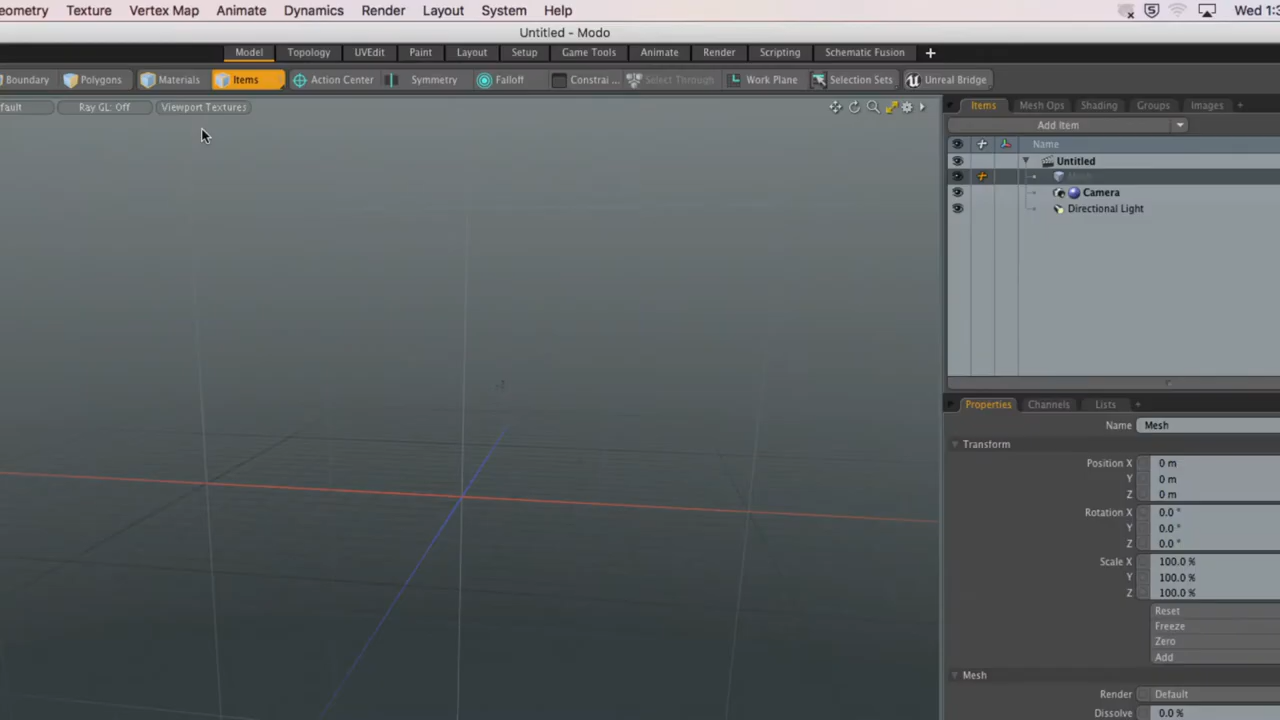 eometry Texture Vertex Map Animate Dynamics Render Layout System Help Wed 1:3
Untitled - Modo
Model Topology UVEdit Paint Layout Setup Game Tools Animate Render Scripting Schematic Fusion +
Boundary Polygons Materials Items Action Center Symmetry Falloff Constrai ... Select Through Work Plane Selection Sets Unreal Bridge
fault Ray GL: Off Viewport Textures
Items Mesh Ops Shading Groups Images +
Add Item
Name
Untitled
Mesh
Camera
Directional Light
Properties Channels Lists +
Name Mesh
Transform
Position X 0 m
Y 0 m
Z 0 m
Rotation X 0.0 °
Y 0.0 °
Z 0.0 °
Scale X 100.0 %
Y 100.0 %
Z 100.0 %
Reset
Freeze
Zero
Add
Mesh
Render Default
Dissolve 0.0 %